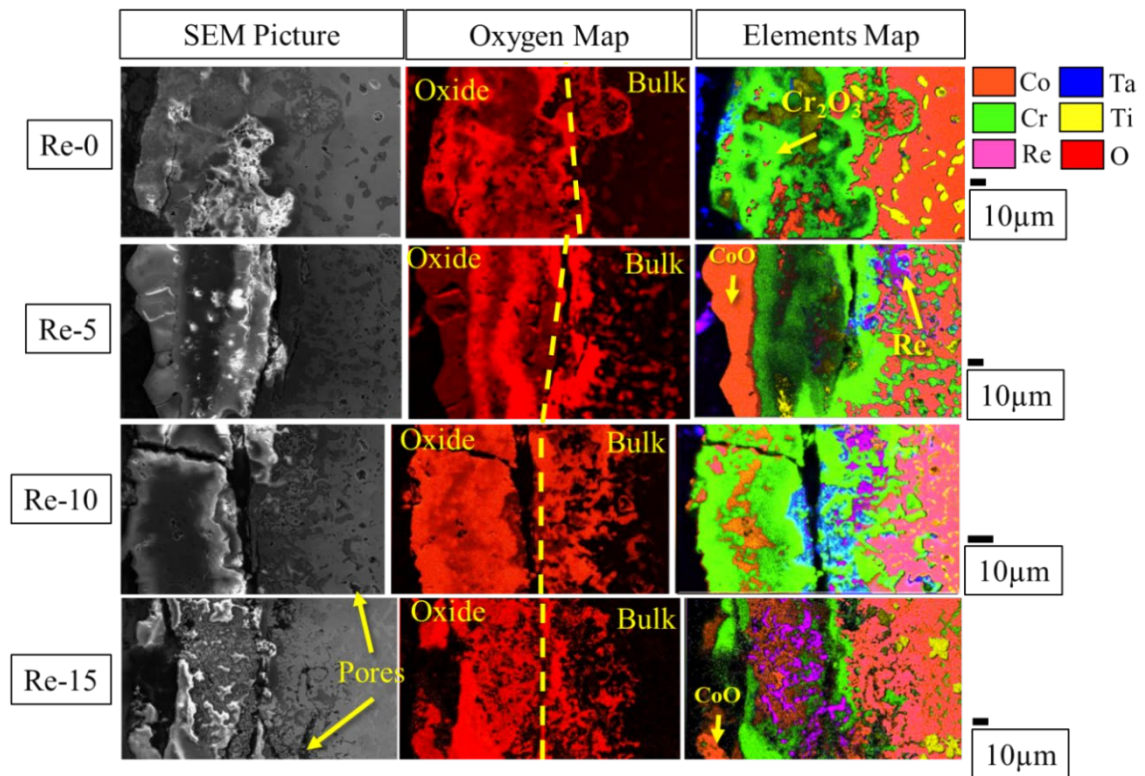 SEM Picture
Oxygen Map
Elements Map
Re-0
Oxide
Bulk
Cr₂O₃
Co
Ta
Cr
Ti
Re
O
10µm
Re-5
Oxide
Bulk
CoO
Re
10µm
Re-10
Oxide
Bulk
10µm
Re-15
Pores
Oxide
Bulk
CoO
10µm